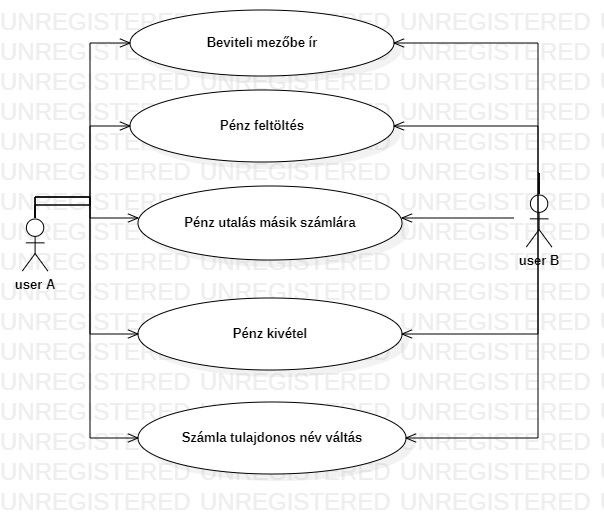 UNREGISTERED UNREGISTERED UNREGISTERED
Beviteli mezőbe ír
Pénz feltöltés
Pénz utalás másik számlára
user A
user B
Pénz kivétel
Számla tulajdonos név váltás